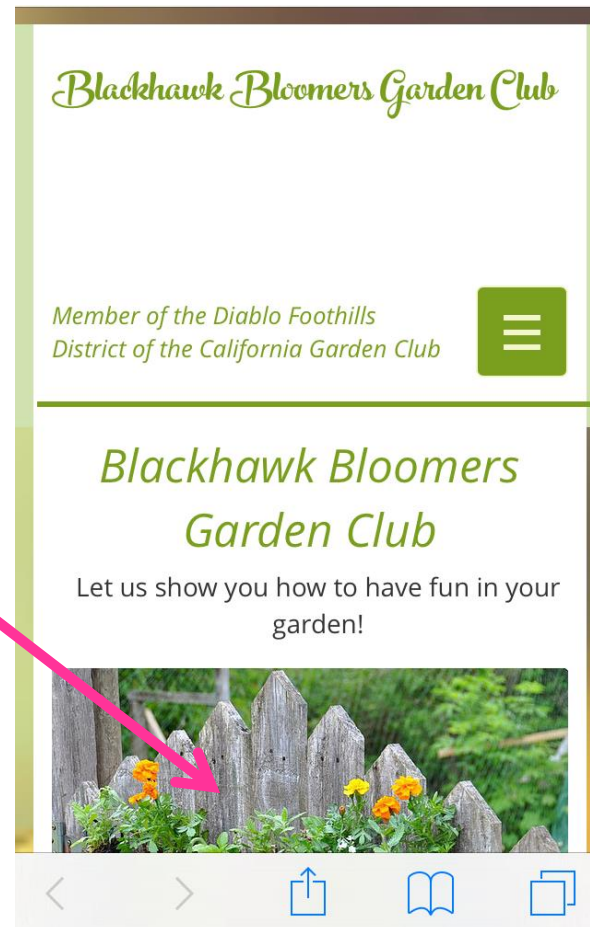 Blackhawk Bloomers Garden Club
Member of the Diablo Foothills
District of the California Garden Club
Blackhawk Bloomers
Garden Club
Let us show you how to have fun in your
garden!